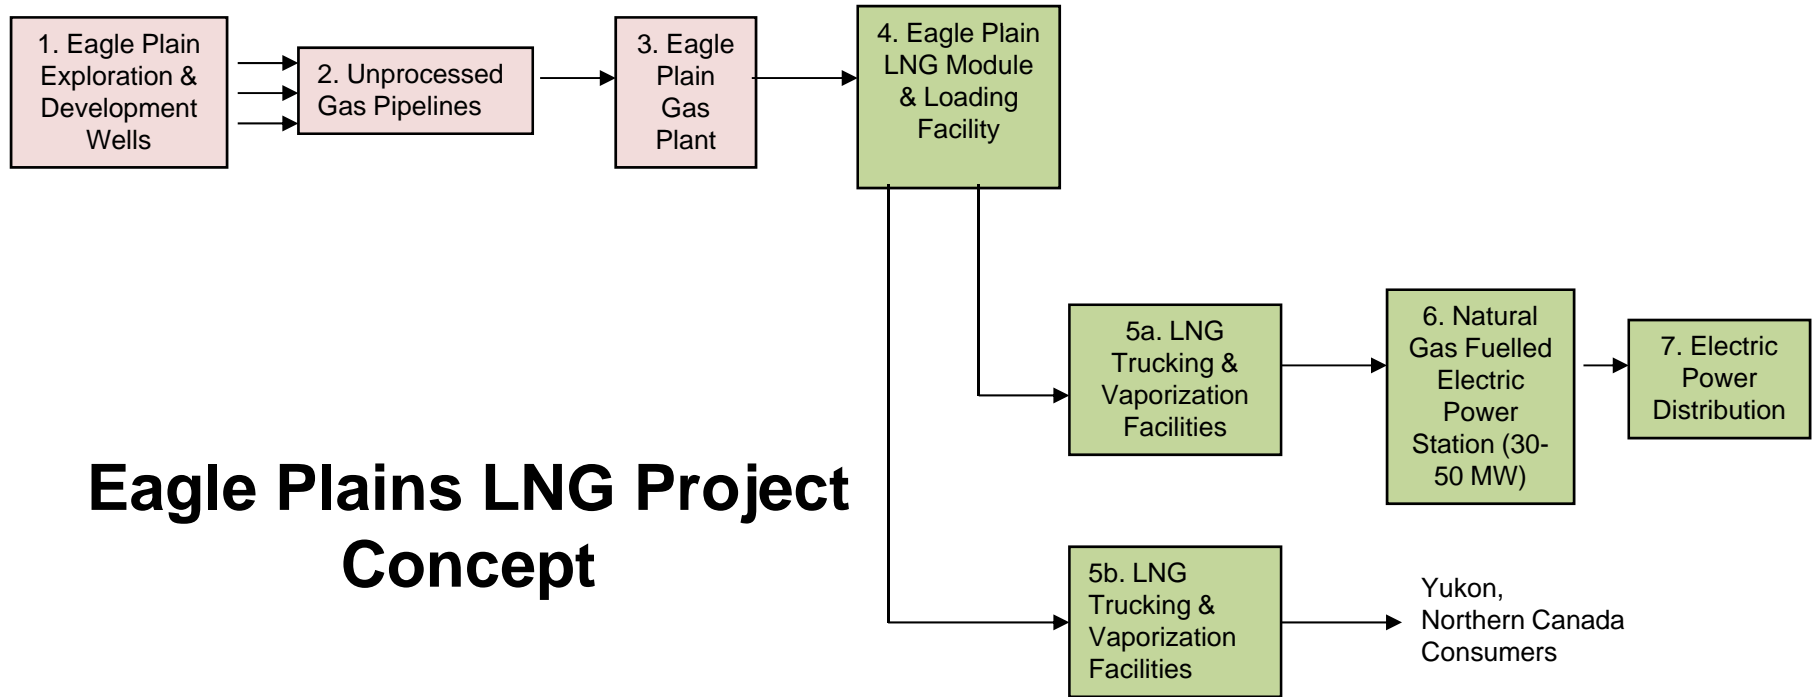 1. Eagle Plain
Exploration &
Development
Wells
2. Unprocessed
Gas Pipelines
3. Eagle
Plain
Gas
Plant
4. Eagle Plain
LNG Module
& Loading
Facility
5a. LNG
Trucking &
Vaporization
Facilities
6. Natural
Gas Fuelled
Electric
Power
Station (30-
50 MW)
7. Electric
Power
Distribution
Eagle Plains LNG Project
Concept
5b. LNG
Trucking &
Vaporization
Facilities
Yukon,
Northern Canada
Consumers